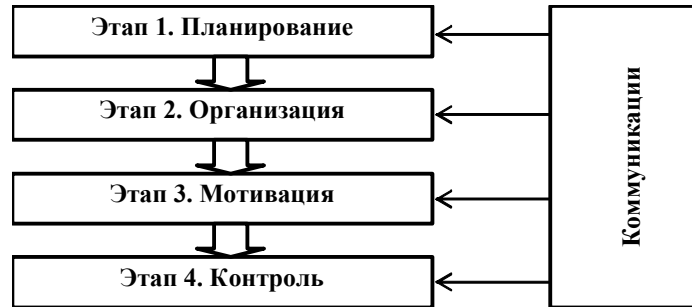 Этап 1. Планирование
Этап 2. Организация
Этап 3. Мотивация
Этап 4. Контроль
Коммуникации